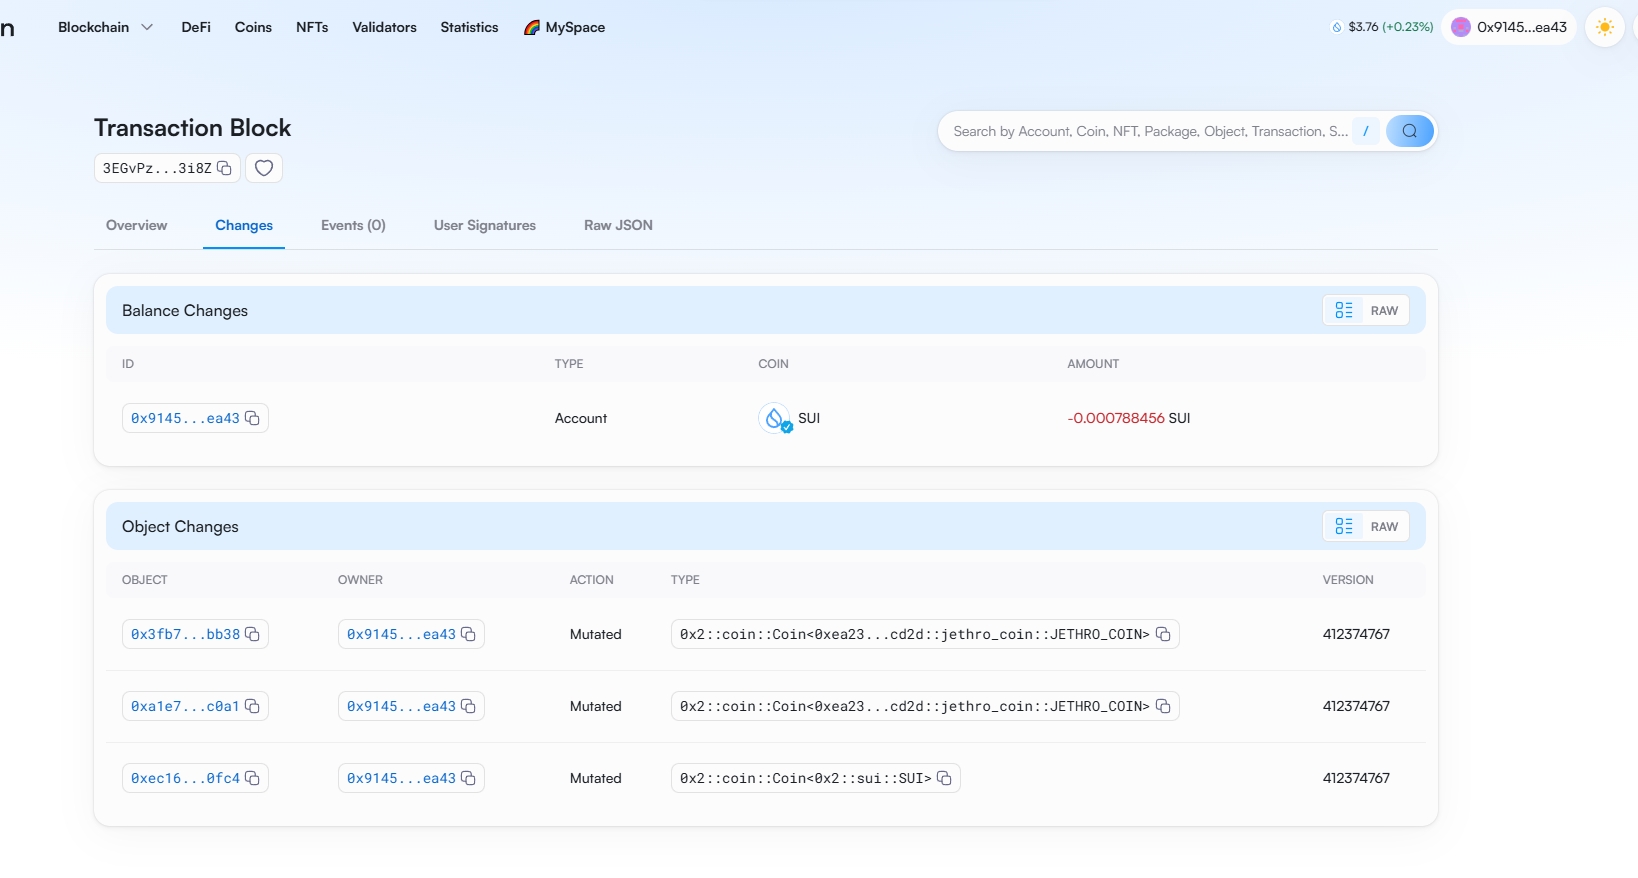 n Blockchain DeFi Coins NFTs Validators Statistics MySpace $3.76 (+0.23%) 0x9145...ea43
Transaction Block
Search by Account, Coin, NFT, Package, Object, Transaction, S... /
3EGvPz...3i8Z
Overview Changes Events (0) User Signatures Raw JSON
Balance Changes RAW
ID TYPE COIN AMOUNT
0x9145...ea43 Account SUI -0.000788456 SUI
Object Changes RAW
OBJECT OWNER ACTION TYPE VERSION
0x3fb7...bb38 0x9145...ea43 Mutated 0x2::coin::Coin<0xea23...cd2d::jethro_coin::JETHRO_COIN> 412374767
0xa1e7...c0a1 0x9145...ea43 Mutated 0x2::coin::Coin<0xea23...cd2d::jethro_coin::JETHRO_COIN> 412374767
0xec16...0fc4 0x9145...ea43 Mutated 0x2::coin::Coin<0x2::sui::SUI> 412374767